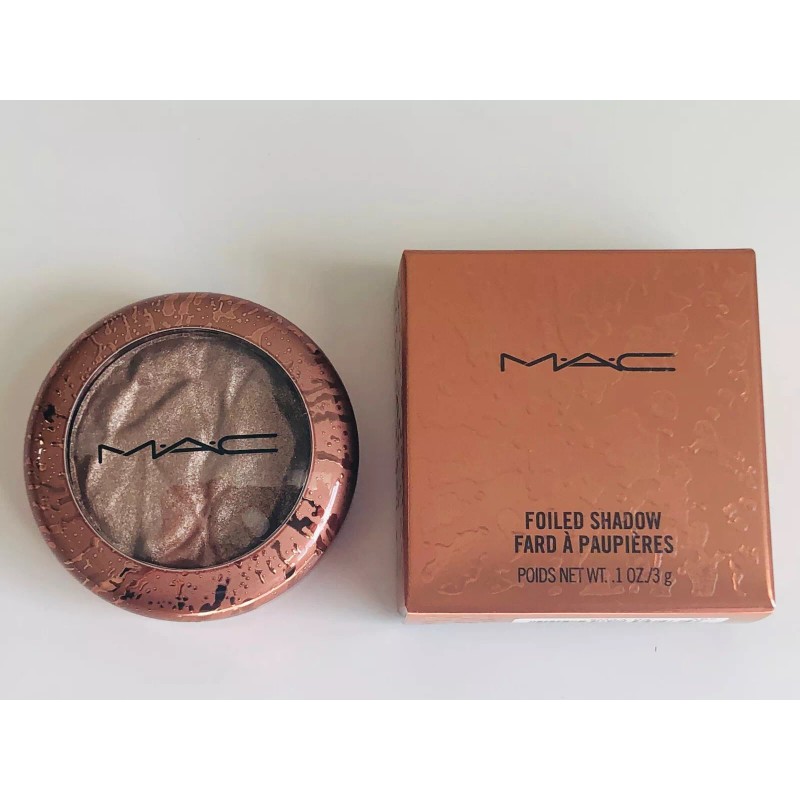 M·A·C
M·A·C
FOILED SHADOW
FARD À PAUPIÈRES
POIDS NET WT. .1 OZ./3 g